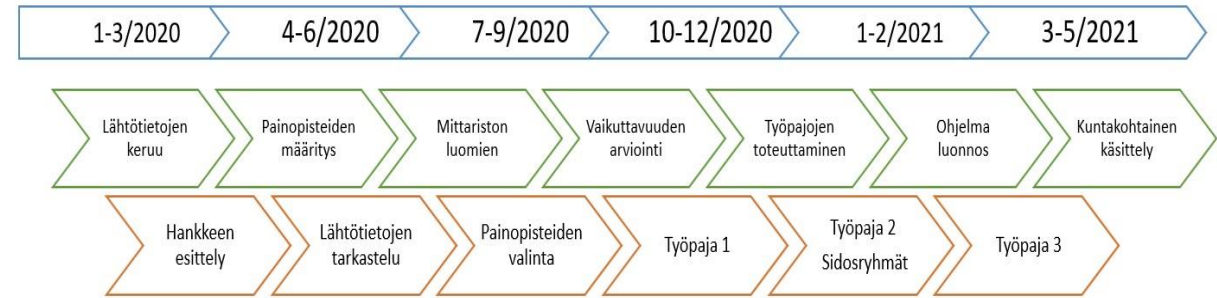 1-3/2020
4-6/2020
7-9/2020
10-12/2020
1-2/2021
3-5/2021
Lähtötietojen
keruu
Painopisteiden
määritys
Mittariston
luomien
Vaikuttavuuden
arviointi
Työpajojen
toteuttaminen
Ohjelma
luonnos
Kuntakohtainen
käsittely
Hankkeen
esittely
Lähtötietojen
tarkastelu
Painopisteiden
valinta
Työpaja 1
Työpaja 2
Sidosryhmät
Työpaja 3